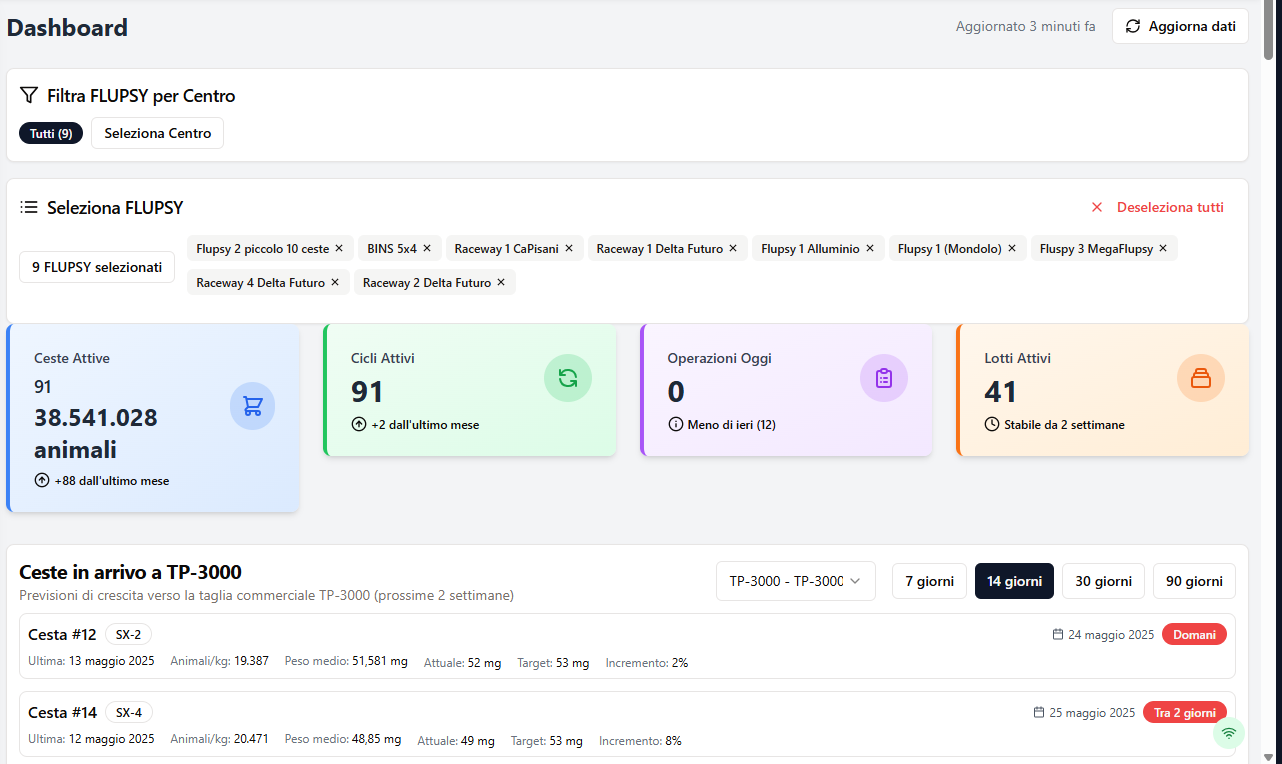 Dashboard
Aggiornato 3 minuti fa
Aggiorna dati
Filtra FLUPSY per Centro
Tutti (9)
Seleziona Centro
Seleziona FLUPSY
Deseleziona tutti
9 FLUPSY selezionati
Flupsy 2 piccolo 10 ceste ×
BINS 5x4 ×
Raceway 1 CaPisani ×
Raceway 1 Delta Futuro ×
Flupsy 1 Alluminio ×
Flupsy 1 (Mondolo) ×
Fluspy 3 MegaFlupsy ×
Raceway 4 Delta Futuro ×
Raceway 2 Delta Futuro ×
Ceste Attive
91
38.541.028
animali
+88 dall'ultimo mese
Cicli Attivi
91
+2 dall'ultimo mese
Operazioni Oggi
0
Meno di ieri (12)
Lotti Attivi
41
Stabile da 2 settimane
Ceste in arrivo a TP-3000
Previsioni di crescita verso la taglia commerciale TP-3000 (prossime 2 settimane)
TP-3000 - TP-3000
7 giorni
14 giorni
30 giorni
90 giorni
Cesta #12
SX-2
24 maggio 2025
Domani
Ultima: 13 maggio 2025 Animali/kg: 19.387 Peso medio: 51,581 mg Attuale: 52 mg Target: 53 mg Incremento: 2%
Cesta #14
SX-4
25 maggio 2025
Tra 2 giorni
Ultima: 12 maggio 2025 Animali/kg: 20.471 Peso medio: 48,85 mg Attuale: 49 mg Target: 53 mg Incremento: 8%